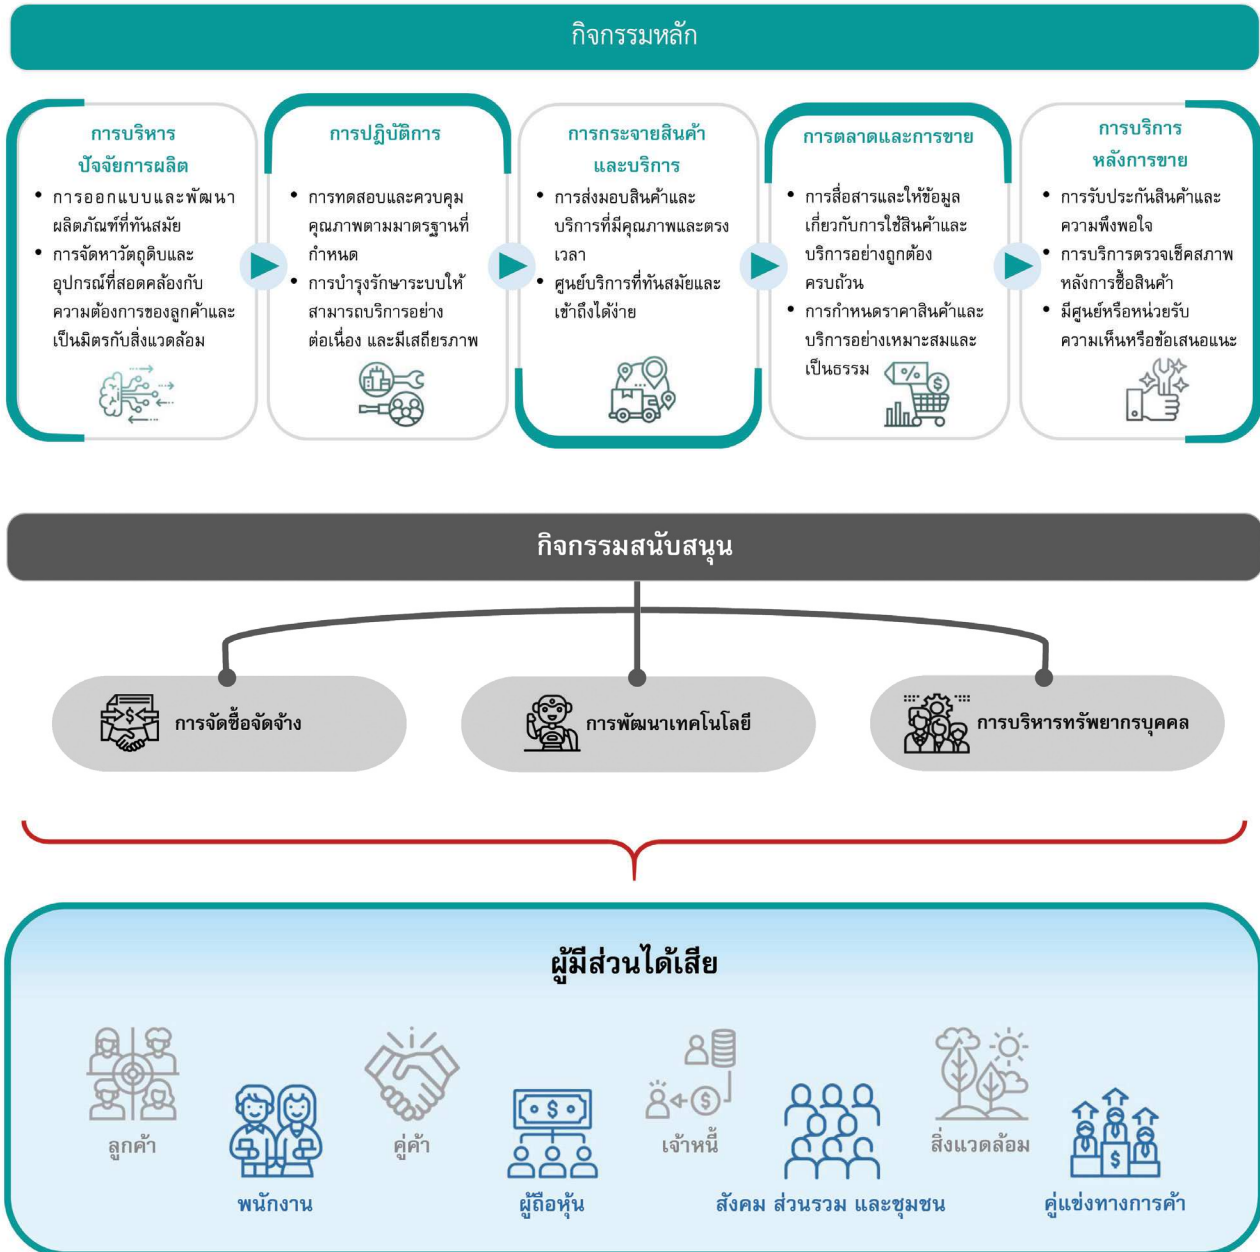 กิจกรรมหลัก
การบริหาร
ปัจจัยการผลิต
• การออกแบบและพัฒนา
ผลิตภัณฑ์ที่ทันสมัย
• การจัดหาวัตถุดิบและ
อุปกรณ์ที่สอดคล้องกับ
ความต้องการของลูกค้าและ
เป็นมิตรกับสิ่งแวดล้อม
การปฎิบัติการ
• การทดสอบและควบคุม
คุณภาพตามมาตรฐานที่
กำหนด
• การบำรุงรักษาระบบให้
สามารถบริการอย่าง
ต่อเนื่อง และมีเสถียรภาพ
การกระจายสินค้า
และบริการ
• การส่งมอบสินค้าและ
บริการที่มีคุณภาพและตรง
เวลา
• ศูนย์บริการที่ทันสมัยและ
เข้าถึงได้ง่าย
การตลาดและการขาย
• การสื่อสารและให้ข้อมูล
เกี่ยวกับการใช้สินค้าและ
บริการอย่างถูกต้อง
ครบถ้วน
• การกำหนดราคาสินค้าและ
บริการอย่างเหมาะสมและ
เป็นธรรม
การบริการ
หลังการขาย
• การรับประกันสินค้าและ
ความพึงพอใจ
• การบริการตรวจเช็คสภาพ
หลังการซื้อสินค้า
• มีศูนย์หรือหน่วยรับ
ความเห็นหรือข้อเสนอแนะ
กิจกรรมสนับสนุน
การจัดซื้อจัดจ้าง
การพัฒนาเทคโนโลยี
การบริหารทรัพยากรบุคคล
ผู้มีส่วนได้เสีย
ลูกค้า
พนักงาน
คู่ค้า
ผู้ถือหุ้น
เจ้าหนี้
สังคม ส่วนรวม และชุมชน
สิ่งแวดล้อม
คู่แข่งทางการค้า